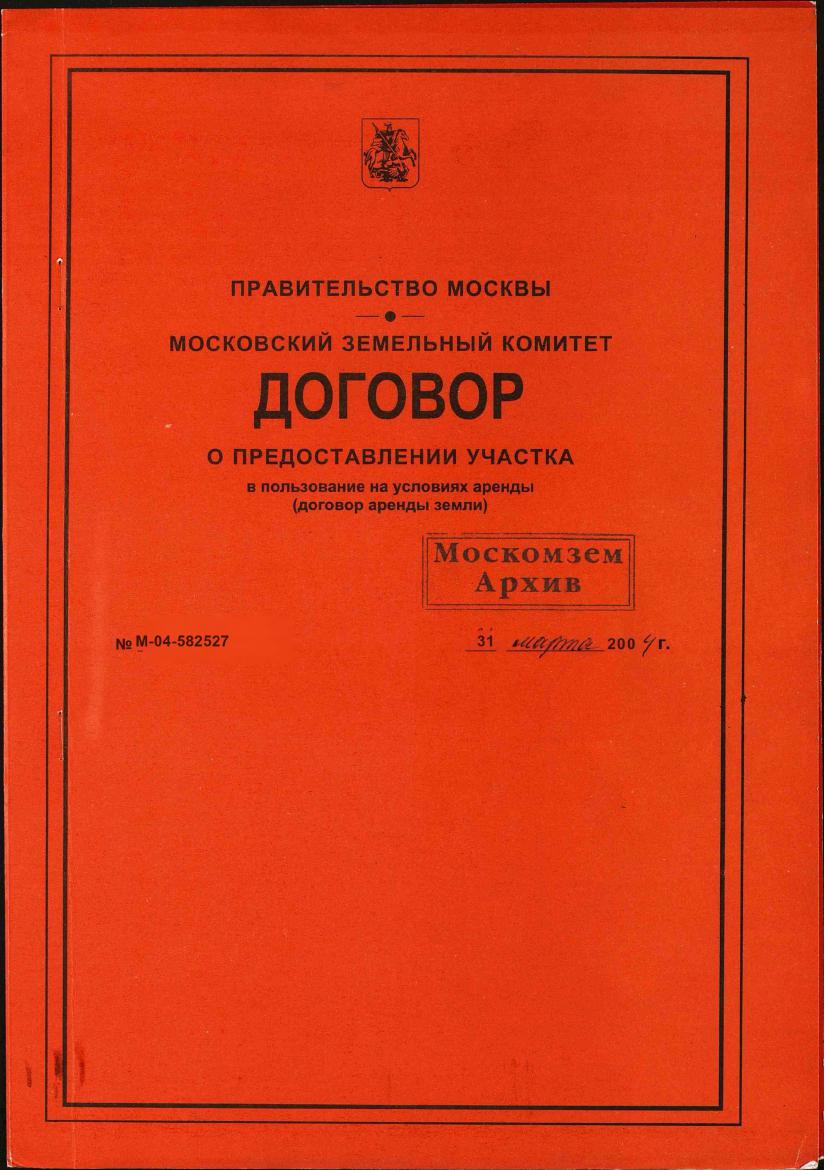 ПРАВИТЕЛЬСТВО МОСКВЫ
МОСКОВСКИЙ ЗЕМЕЛЬНЫЙ КОМИТЕТ
ДОГОВОР
О ПРЕДОСТАВЛЕНИИ УЧАСТКА
в пользование на условиях аренды
(договор аренды земли)
Москомзем
Архив
№ М-04-582527 31 марта 2004 г.